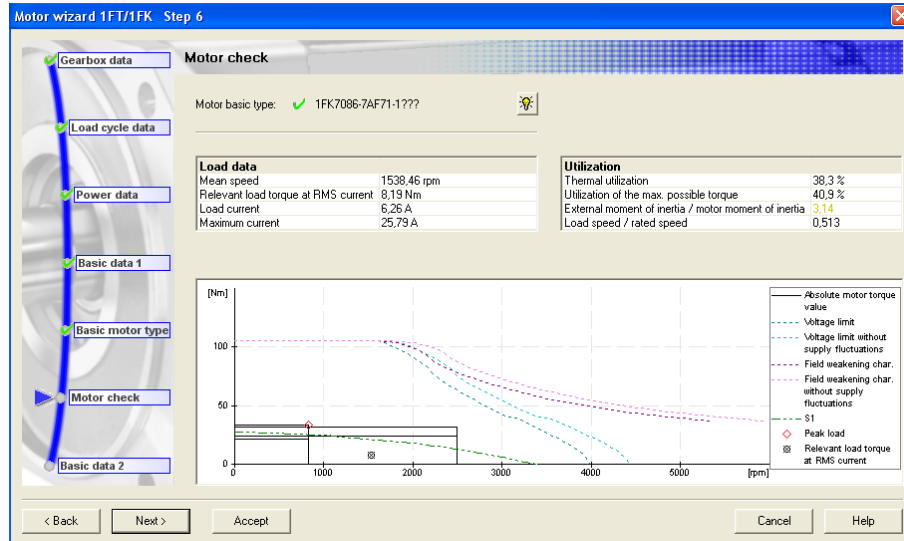 Motor wizard 1FT/1FK Step 6
Gearbox data
Load cycle data
Power data
Basic data 1
Basic motor type
Motor check
Basic data 2
Motor check
Motor basic type: 1FK7086-7AF71-1???
Load data
Mean speed 1538,46 rpm
Relevant load torque at RMS current 8,19 Nm
Load current 6,26 A
Maximum current 25,79 A
Utilization
Thermal utilization 38,3 %
Utilization of the max. possible torque 40,9 %
External moment of inertia / motor moment of inertia 3,14
Load speed / rated speed 0,513
[Nm]
100
50
0
0 1000 2000 3000 4000 5000 [rpm]
Absolute motor torque
value
Voltage limit
Voltage limit without
supply fluctuations
Field weakening char.
Field weakening char.
without supply
fluctuations
S1
Peak load
Relevant load torque
at RMS current
< Back Next > Accept Cancel Help